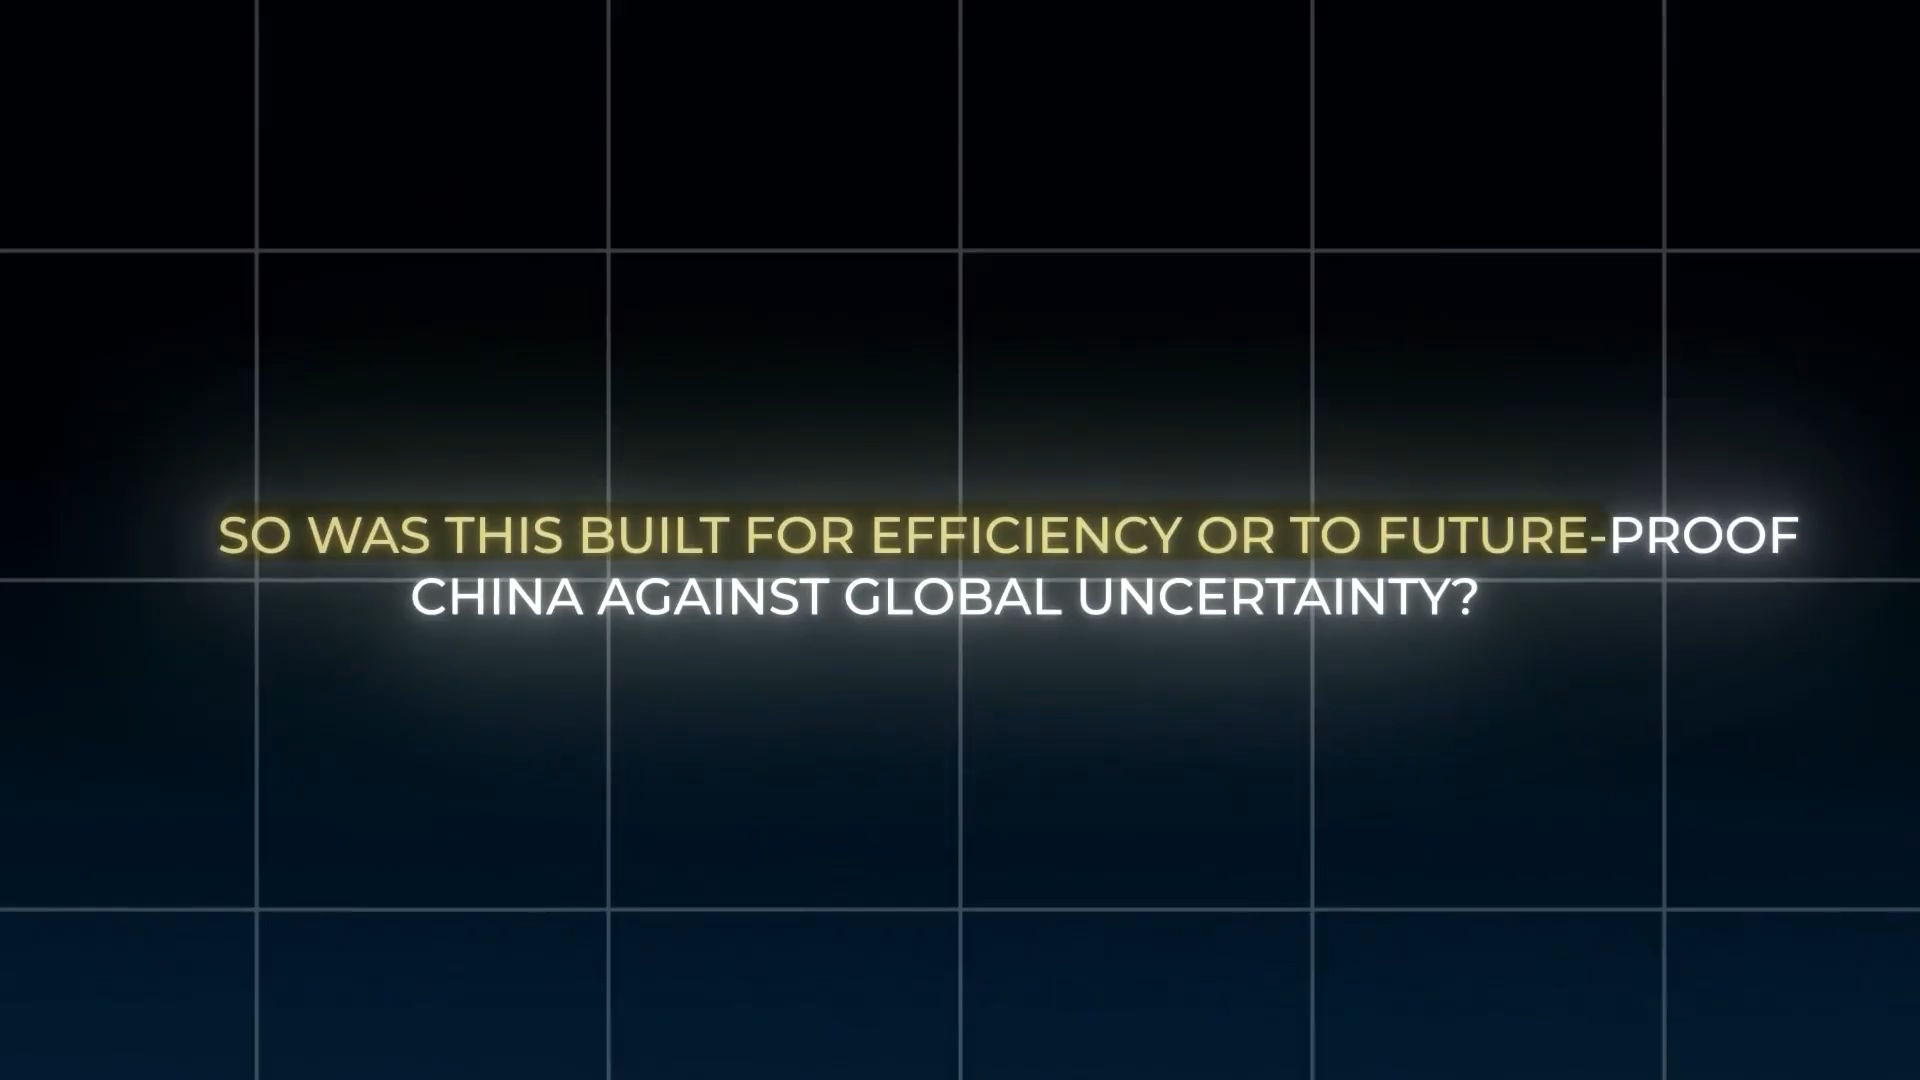 SO WAS THIS BUILT FOR EFFICIENCY OR TO FUTURE-PROOF
CHINA AGAINST GLOBAL UNCERTAINTY?